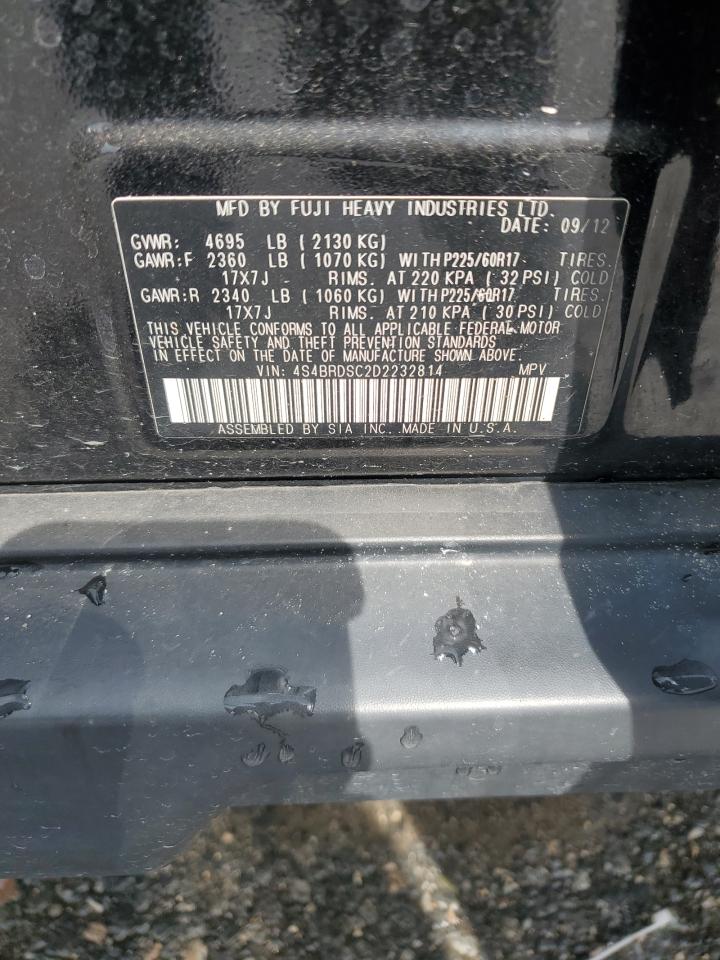 MFD BY FUJI HEAVY INDUSTRIES LTD.
DATE: 09/12
GVWR: 4695 LB ( 2130 KG)
GAWR:F 2360 LB ( 1070 KG) WITH P225/60R17 TIRES.
17X7J RIMS. AT 220 KPA ( 32 PSI) COLD
GAWR:R 2340 LB ( 1060 KG) WITH P225/60R17 TIRES.
17X7J RIMS. AT 210 KPA ( 30 PSI) COLD
THIS VEHICLE CONFORMS TO ALL APPLICABLE FEDERAL MOTOR
VEHICLE SAFETY AND THEFT PREVENTION STANDARDS
IN EFFECT ON THE DATE OF MANUFACTURE SHOWN ABOVE.
VIN: 4S4BRDSC2D2232814 MPV
ASSEMBLED BY SIA INC. MADE IN U.S.A.